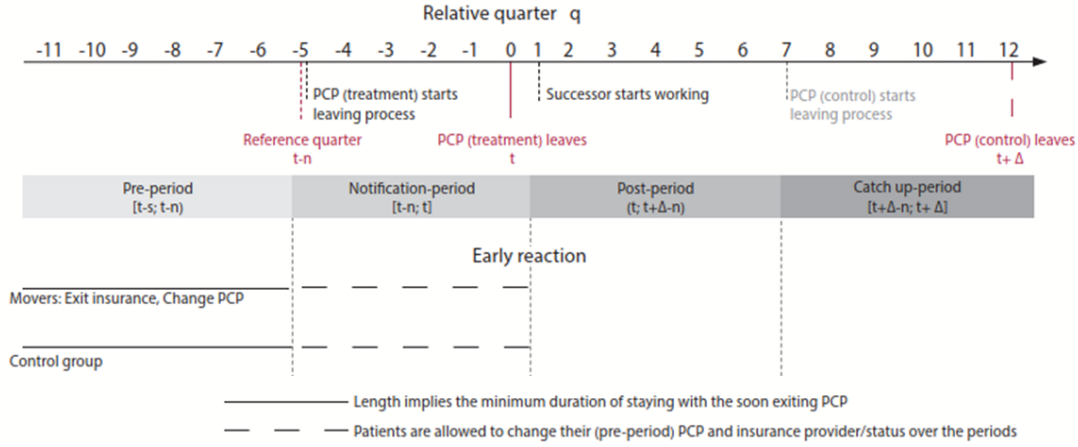 Relative quarter q
-11 -10 -9 -8 -7 -6 -5 -4 -3 -2 -1 0 1 2 3 4 5 6 7 8 9 10 11 12
PCP (treatment) starts
leaving process
Successor starts working
PCP (control) starts
leaving process
Reference quarter
t-n
PCP (treatment) leaves
t
PCP (control) leaves
t+ Δ
Pre-period
[t-s; t-n)
Notification-period
[t-n; t]
Post-period
(t; t+Δ-n)
Catch up-period
[t+Δ-n; t+ Δ]
Early reaction
Movers: Exit insurance, Change PCP
Control group
Length implies the minimum duration of staying with the soon exiting PCP
Patients are allowed to change their (pre-period) PCP and insurance provider/status over the periods